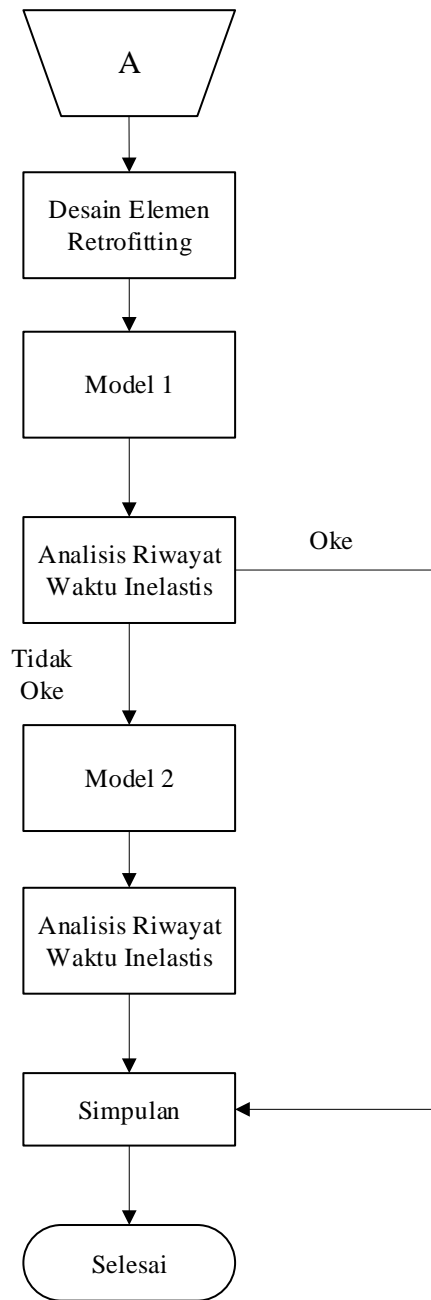 A
Desain Elemen
Retrofitting
Model 1
Analisis Riwayat
Waktu Inelastis
Oke
Tidak
Oke
Model 2
Analisis Riwayat
Waktu Inelastis
Simpulan
Selesai